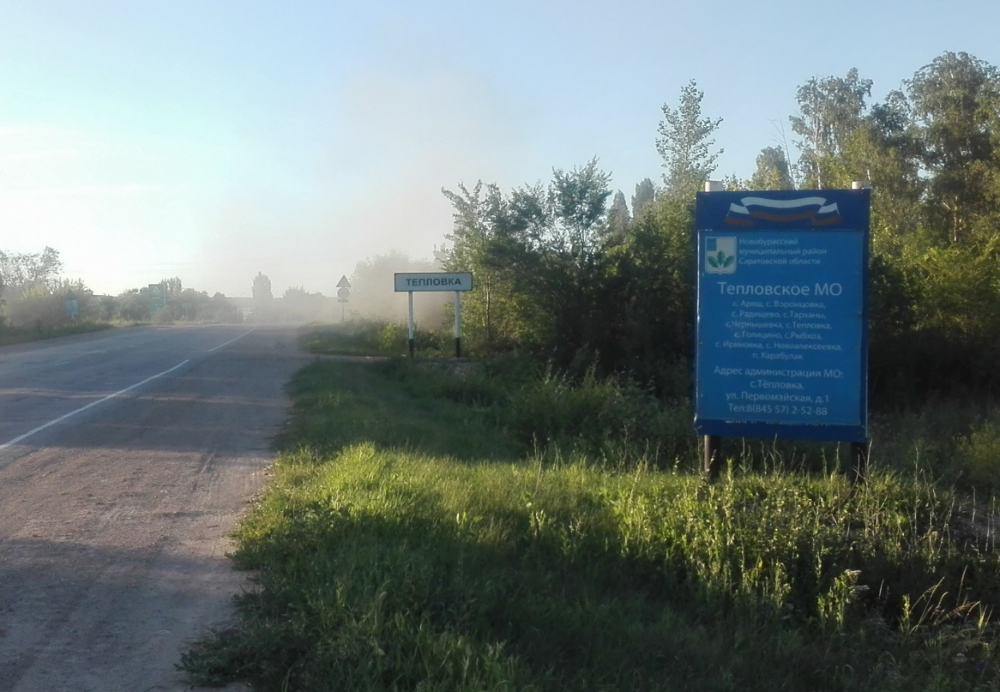 ТЕПЛОВКА
Новобурасский
муниципальный район
Саратовской области
Тепловское МО
с. Аряш, с. Воронцовка,
с. Радищево, с.Тарханы,
с.Чернышевка, с.Тепловка,
с.Голицино, с.Рыбхоз,
с. Ириновка, с. Новоалексеевка,
п. Карабулак
Адрес администрации МО:
с.Тёпловка,
ул. Первомайская, д.1
Тел:8(845 57) 2-52-88